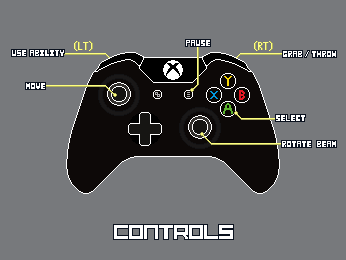 PAUSE
(LT)
(RT)
USE ABILITY
GRAB / THROW
MOVE
Y
X
B
A
SELECT
ROTATE BEAM
CONTROLS